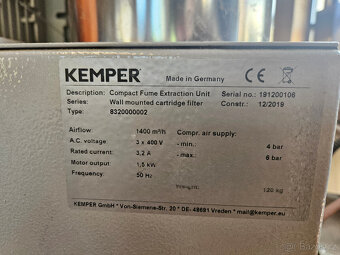 KEMPER Made in Germany CE
Description: Compact Fume Extraction Unit Serial no.: 191200106
Series: Wall mounted cartridge filter Constr.: 12/2019
Type: 8320000002
Airflow: 1400 m³/h Compr. air supply:
A.C. voltage: 3 x 400 V - min.: 4 bar
Rated current: 3,2 A - max.: 6 bar
Motor output: 1,5 kW
Frequency: 50 Hz
120 kg
KEMPER GmbH * Von-Siemens-Str. 20 * DE-48691 Vreden * mail@kemper.eu